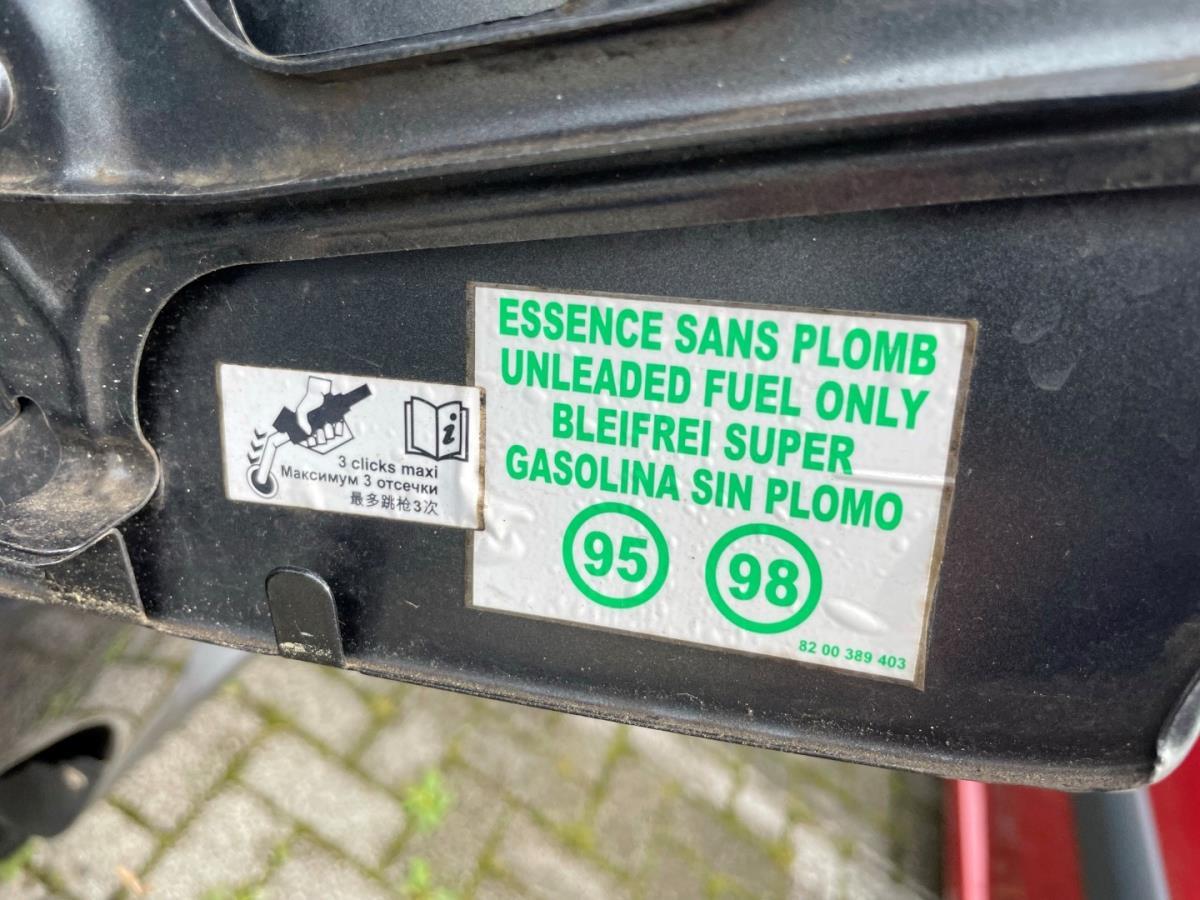 3 clicks maxi
Максимум 3 отсечки
最多跳枪3次
ESSENCE SANS PLOMB
UNLEADED FUEL ONLY
BLEIFREI SUPER
GASOLINA SIN PLOMO
95 98
82 00 389 403